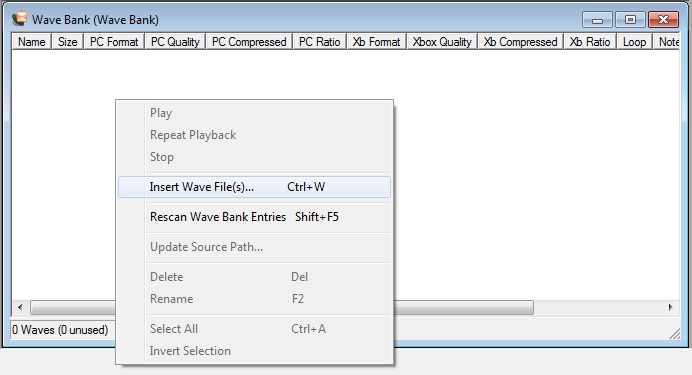 Wave Bank (Wave Bank)
Name Size PC Format PC Quality PC Compressed PC Ratio Xb Format Xbox Quality Xb Compressed Xb Ratio Loop Note
Play
Repeat Playback
Stop
Insert Wave File(s)... Ctrl+W
Rescan Wave Bank Entries Shift+F5
Update Source Path...
Delete Del
Rename F2
Select All Ctrl+A
0 Waves (0 unused)
Invert Selection